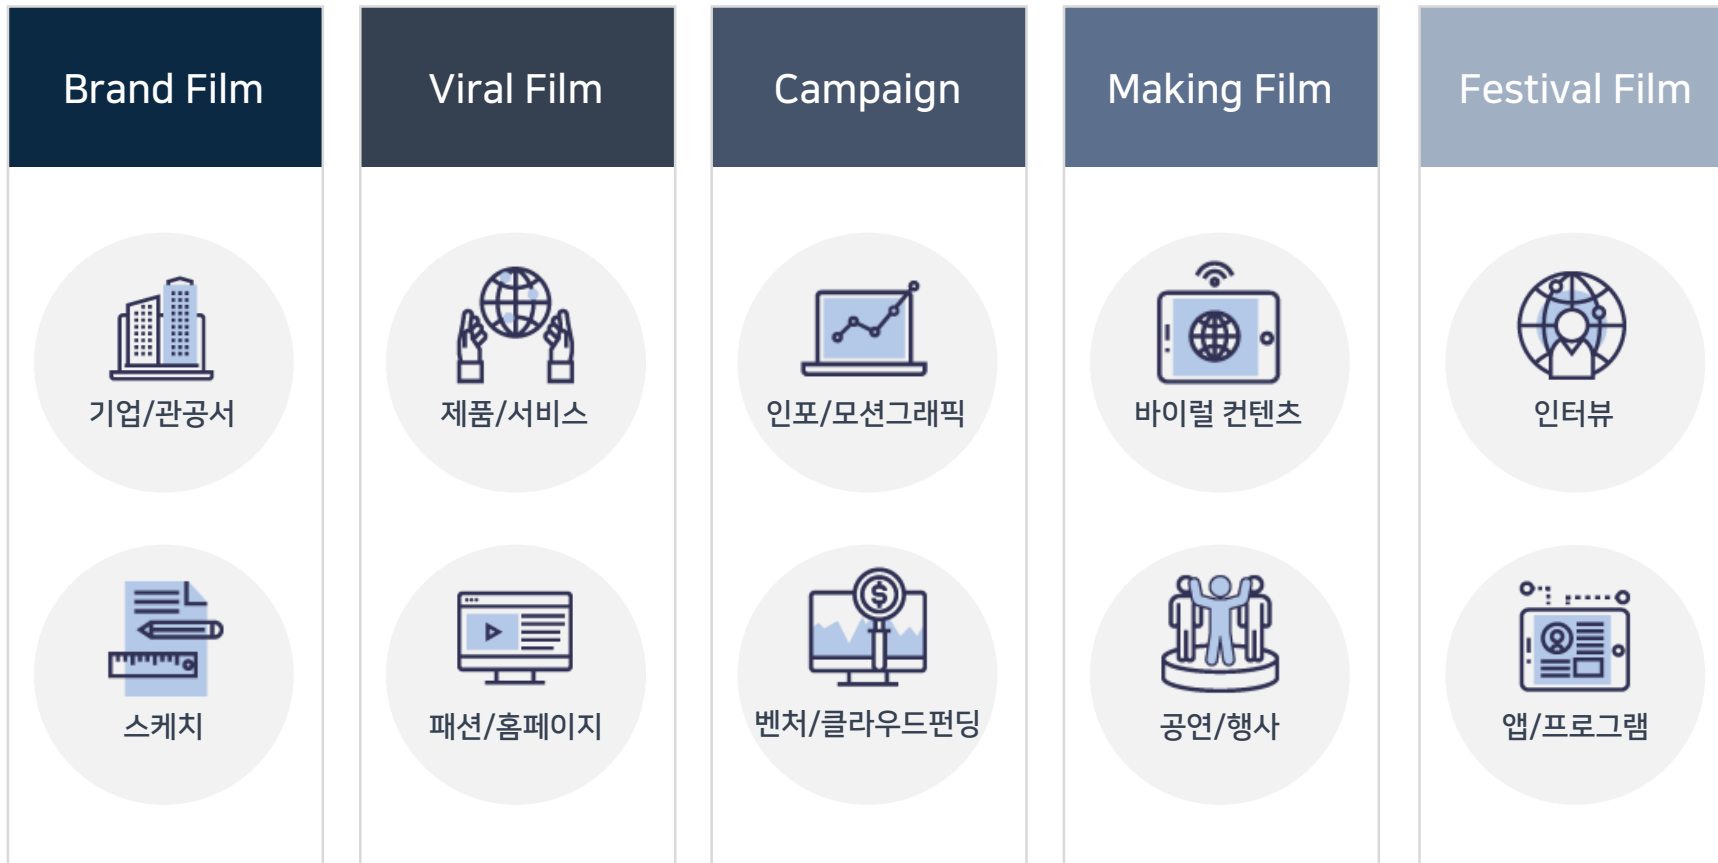 Brand Film
Viral Film
Campaign
Making Film
Festival Film
기업/관공서
제품/서비스
인포/모션그래픽
바이럴 컨텐츠
인터뷰
스케치
패션/홈페이지
벤처/클라우드펀딩
공연/행사
앱/프로그램